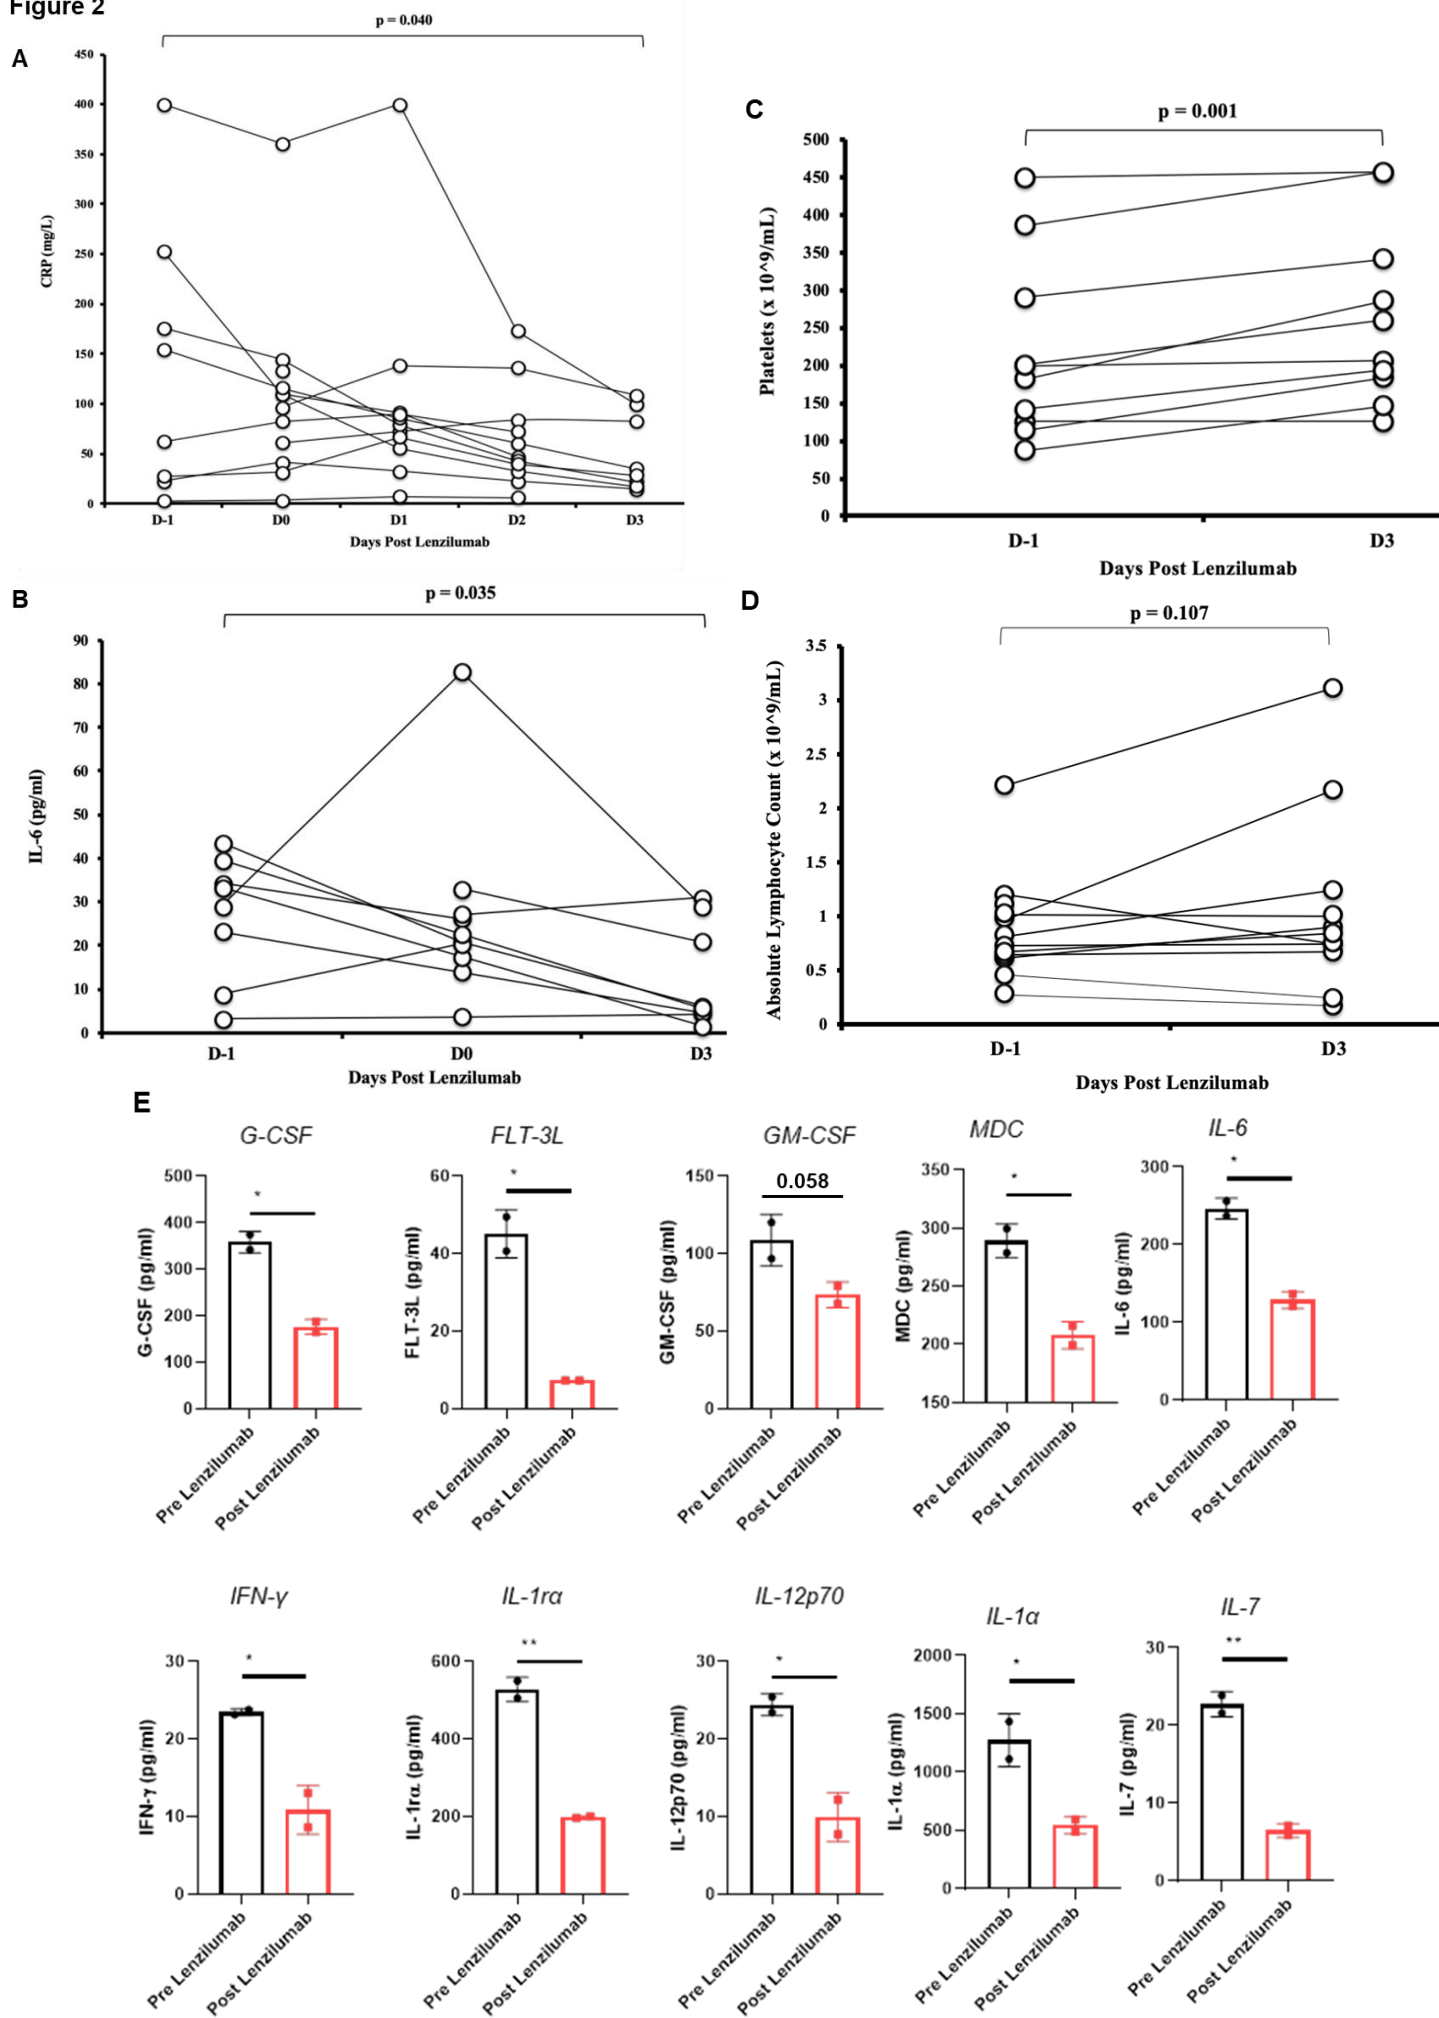 Figure 2
A
p = 0.040
CRP (mg/L)
450
400
350
300
250
200
150
100
50
0
D-1 D0 D1 D2 D3
Days Post Lenzilumab
B
p = 0.035
IL-6 (pg/ml)
90
80
70
60
50
40
30
20
10
0
D-1 D0 D3
Days Post Lenzilumab
C
p = 0.001
Platelets (x 10^9/mL)
500
450
400
350
300
250
200
150
100
50
0
D-1 D3
Days Post Lenzilumab
D
p = 0.107
Absolute Lymphocyte Count (x 10^9/mL)
3.5
3
2.5
2
1.5
1
0.5
0
D-1 D3
Days Post Lenzilumab
E
G-CSF
*
G-CSF (pg/ml)
500
400
300
200
100
0
Pre Lenzilumab
Post Lenzilumab
FLT-3L
*
FLT-3L (pg/ml)
60
40
20
0
Pre Lenzilumab
Post Lenzilumab
GM-CSF
0.058
GM-CSF (pg/ml)
150
100
50
0
Pre Lenzilumab
Post Lenzilumab
MDC
*
MDC (pg/ml)
350
300
250
200
150
Pre Lenzilumab
Post Lenzilumab
IL-6
*
IL-6 (pg/ml)
300
200
100
0
Pre Lenzilumab
Post Lenzilumab
IFN-γ
*
IFN-γ (pg/ml)
30
20
10
0
Pre Lenzilumab
Post Lenzilumab
IL-1rα
**
IL-1rα (pg/ml)
600
400
200
0
Pre Lenzilumab
Post Lenzilumab
IL-12p70
*
IL-12p70 (pg/ml)
30
20
10
0
Pre Lenzilumab
Post Lenzilumab
IL-1α
*
IL-1α (pg/ml)
2000
1500
1000
500
0
Pre Lenzilumab
Post Lenzilumab
IL-7
**
IL-7 (pg/ml)
30
20
10
0
Pre Lenzilumab
Post Lenzilumab